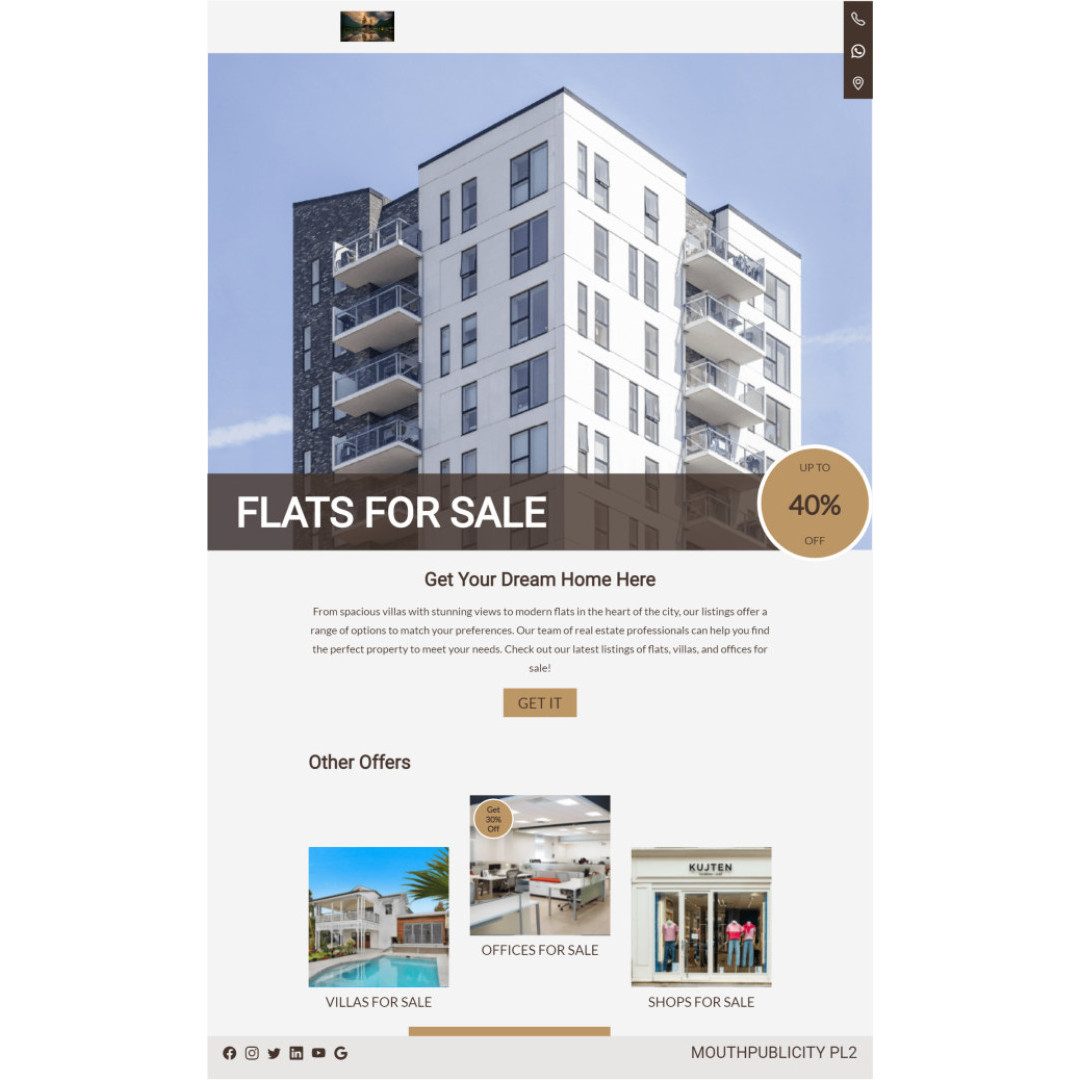 FLATS FOR SALE
UP TO
40%
OFF
Get Your Dream Home Here
From spacious villas with stunning views to modern flats in the heart of the city, our listings offer a
range of options to match your preferences. Our team of real estate professionals can help you find
the perfect property to meet your needs. Check out our latest listings of flats, villas, and offices for
sale!
GET IT
Other Offers
Get
30%
Off
KUJTEN
OFFICES FOR SALE
VILLAS FOR SALE
SHOPS FOR SALE
MOUTHPUBLICITY PL2